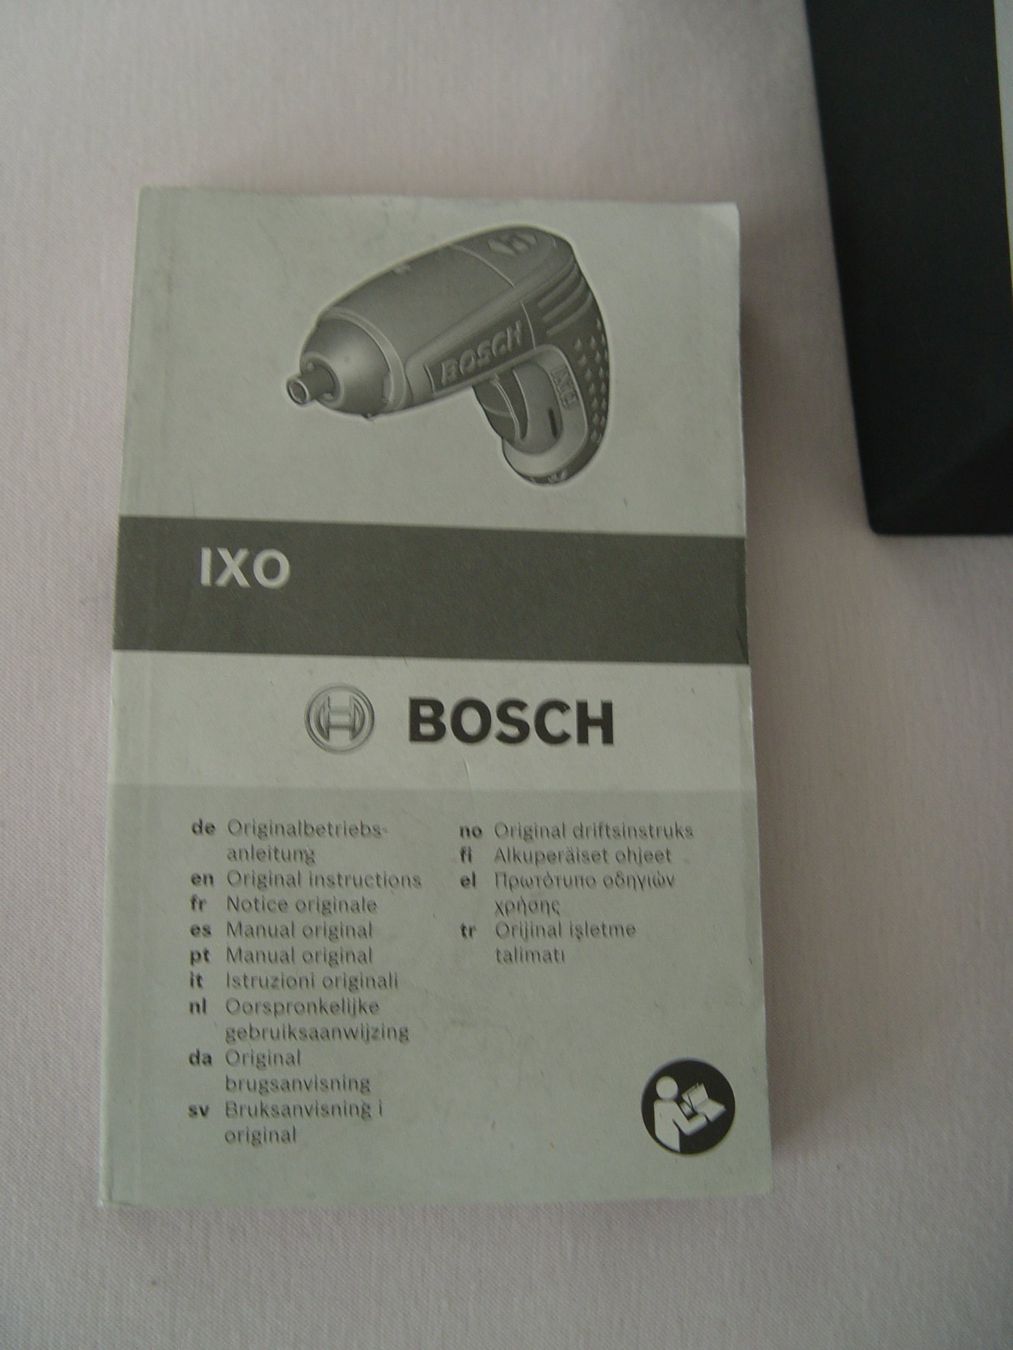 BOSCH
IXO
BOSCH
de Originalbetriebs-
anleitung
en Original instructions
fr Notice originale
es Manual original
pt Manual original
it Istruzioni originali
nl Oorspronkelijke
gebruiksaanwijzing
da Original
brugsanvisning
sv Bruksanvisning i
original
no Original driftsinstruks
fi Alkuperäiset ohjeet
el Πρωτότυπο οδηγιών
χρήσης
tr Orijinal işletme
talimatı